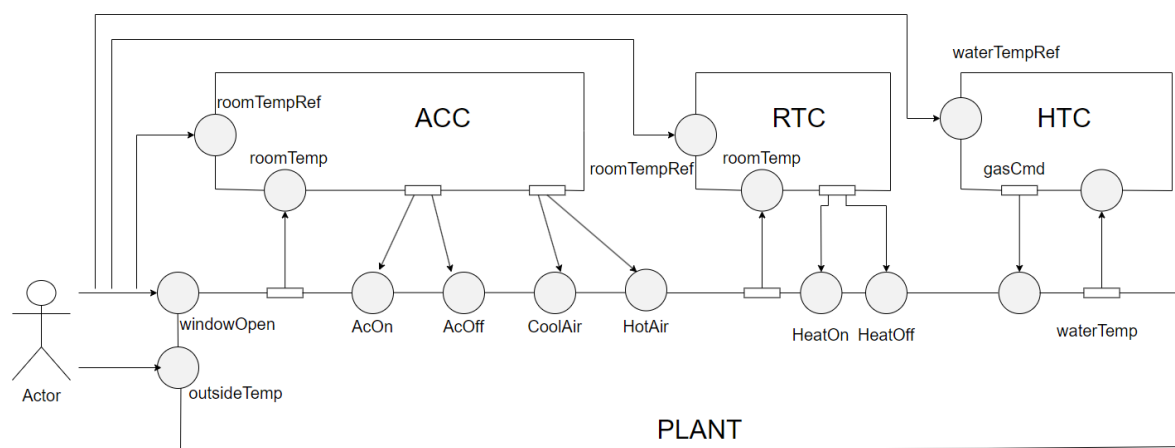 waterTempRef
roomTempRef
ACC
RTC
HTC
roomTemp
roomTempRef
roomTemp
gasCmd
windowOpen
AcOn
AcOff
CoolAir
HotAir
HeatOn
HeatOff
waterTemp
Actor
outsideTemp
PLANT